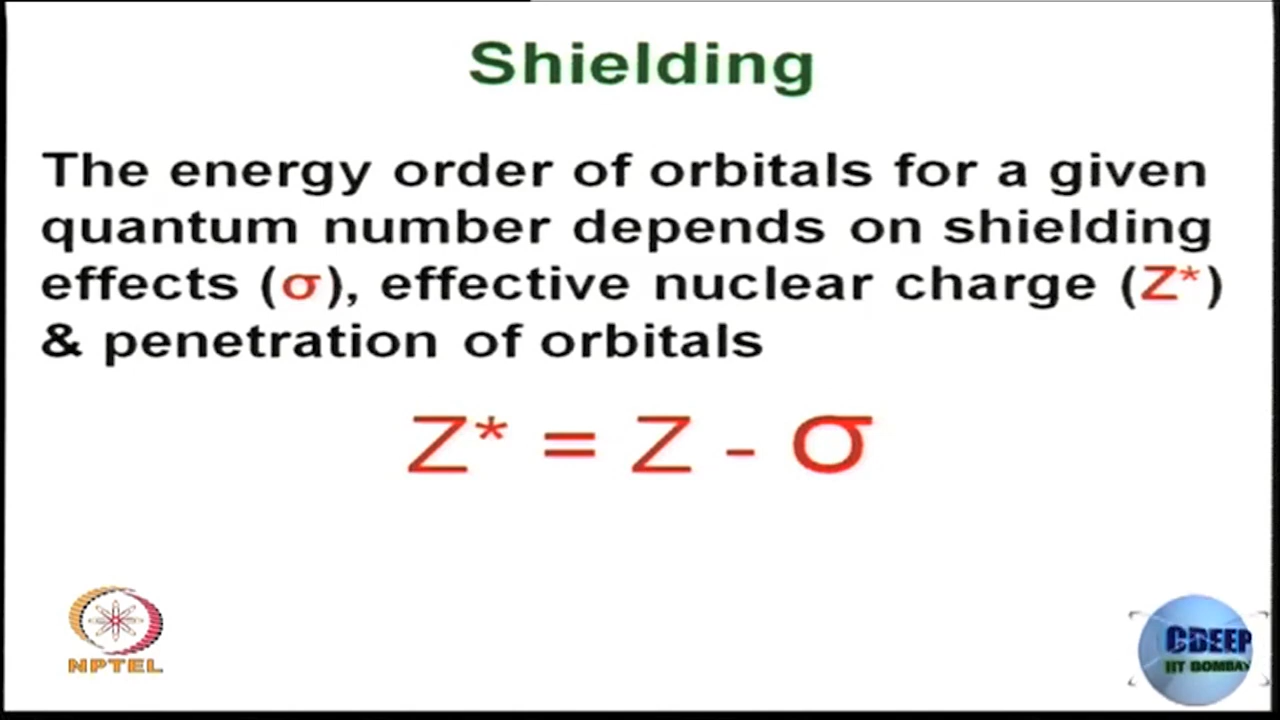 Shielding
The energy order of orbitals for a given
quantum number depends on shielding
effects (σ), effective nuclear charge (Z*)
& penetration of orbitals
Z* = Z - σ
NPTEL
CDEEP
IIT BOMBAY